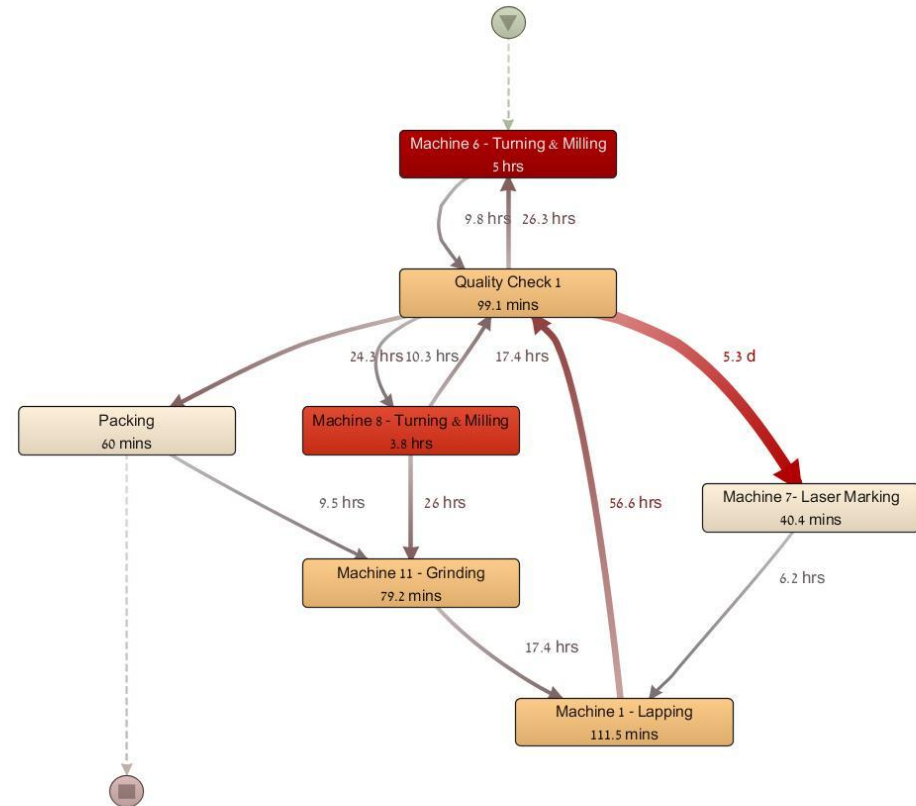 Machine 6 - Turning & Milling
5 hrs
9.8 hrs
26.3 hrs
Quality Check 1
99.1 mins
24.3 hrs
10.3 hrs
17.4 hrs
5.3 d
Packing
60 mins
Machine 8 - Turning & Milling
3.8 hrs
Machine 7- Laser Marking
40.4 mins
9.5 hrs
26 hrs
56.6 hrs
6.2 hrs
Machine 11 - Grinding
79.2 mins
17.4 hrs
Machine 1 - Lapping
111.5 mins